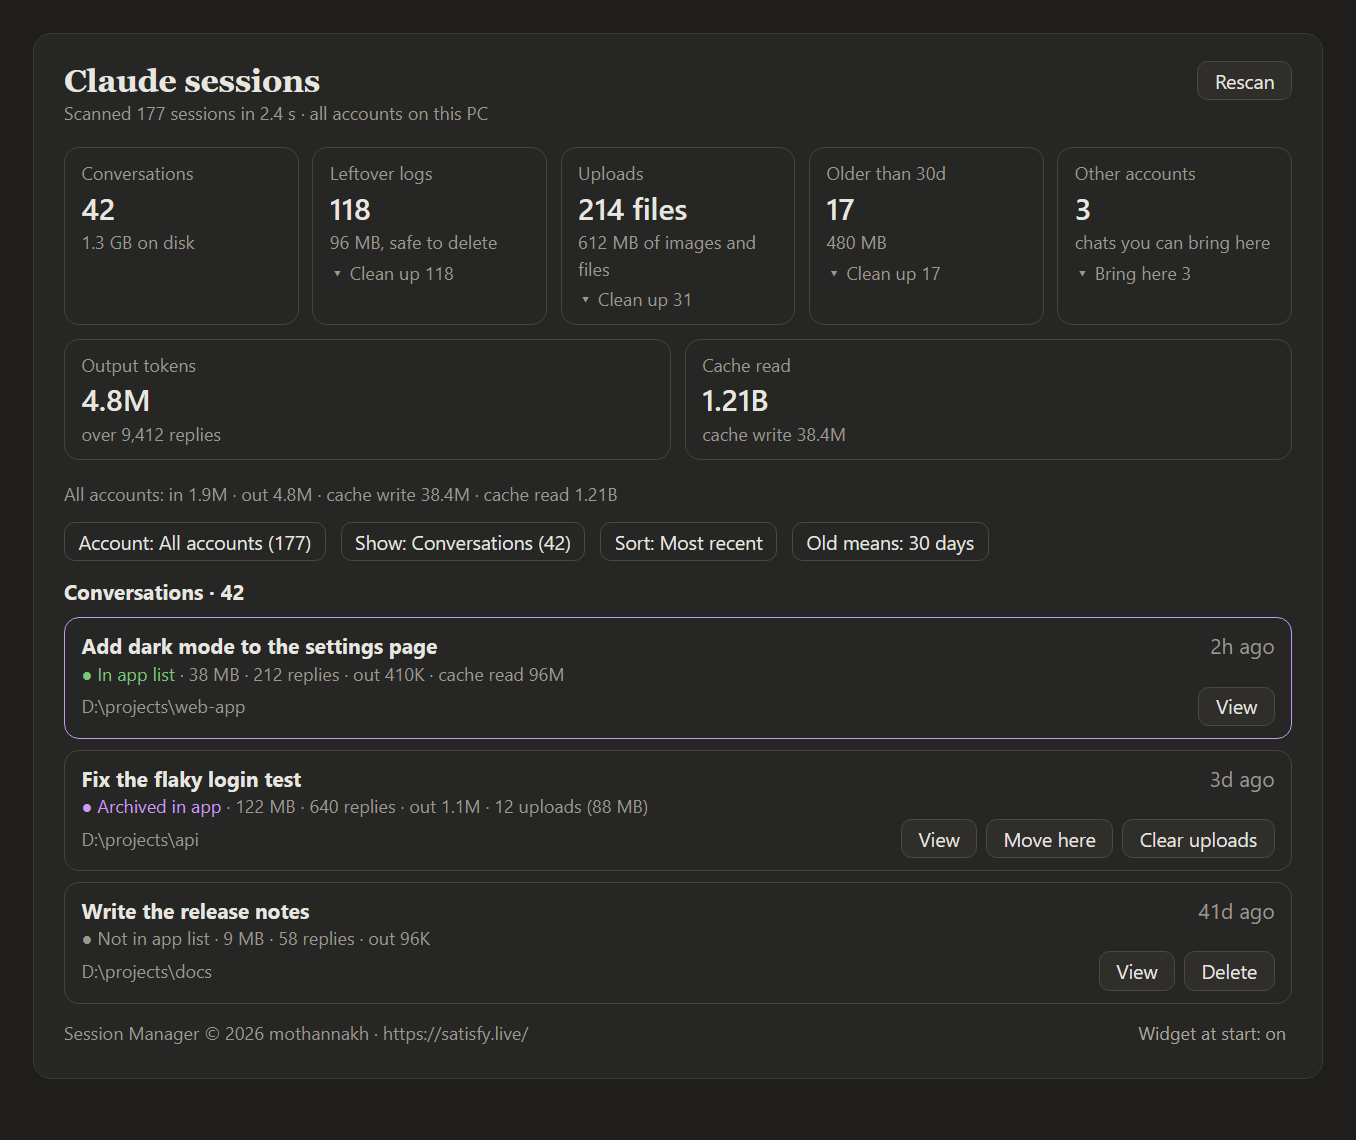 Claude sessions
Rescan
Scanned 177 sessions in 2.4 s · all accounts on this PC
Conversations
42
1.3 GB on disk
Leftover logs
118
96 MB, safe to delete
▾ Clean up 118
Uploads
214 files
612 MB of images and
files
▾ Clean up 31
Older than 30d
17
480 MB
▾ Clean up 17
Other accounts
3
chats you can bring here
▾ Bring here 3
Output tokens
4.8M
over 9,412 replies
Cache read
1.21B
cache write 38.4M
All accounts: in 1.9M · out 4.8M · cache write 38.4M · cache read 1.21B
Account: All accounts (177)
Show: Conversations (42)
Sort: Most recent
Old means: 30 days
Conversations · 42
Add dark mode to the settings page
2h ago
● In app list · 38 MB · 212 replies · out 410K · cache read 96M
D:\projects\web-app
View
Fix the flaky login test
3d ago
● Archived in app · 122 MB · 640 replies · out 1.1M · 12 uploads (88 MB)
D:\projects\api
View
Move here
Clear uploads
Write the release notes
41d ago
● Not in app list · 9 MB · 58 replies · out 96K
D:\projects\docs
View
Delete
Session Manager © 2026 mothannakh · https://satisfy.live/
Widget at start: on